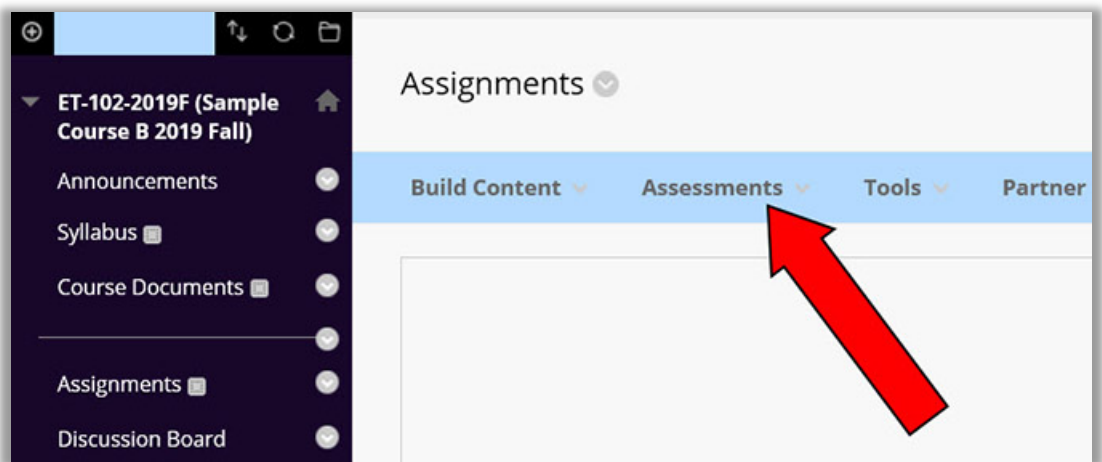 ET-102-2019F (Sample
Course B 2019 Fall)
Announcements
Syllabus
Course Documents
Assignments
Discussion Board
Assignments
Build Content
Assessments
Tools
Partner